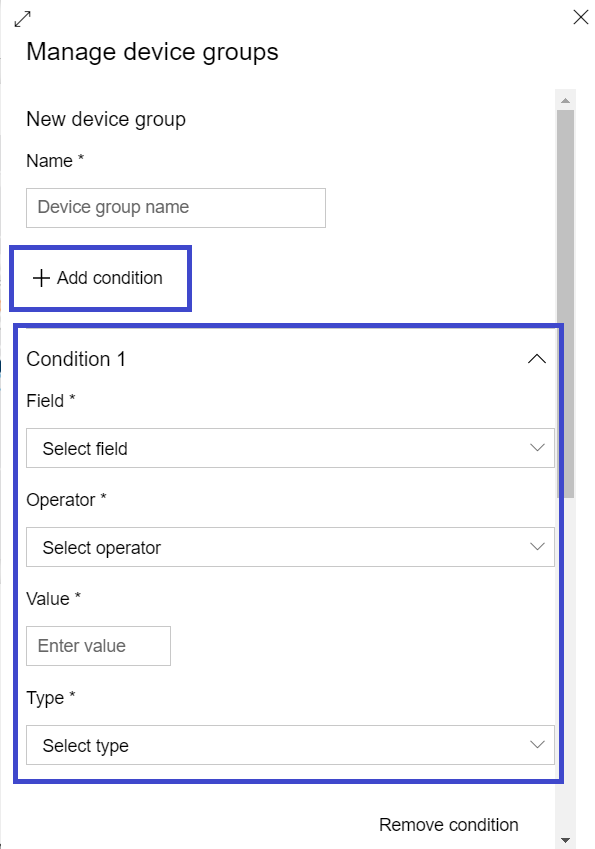 Manage device groups
New device group
Name *
Device group name
Add condition
Condition 1
Field *
Select field
Operator *
Select operator
Value *
Enter value
Type *
Select type
Remove condition